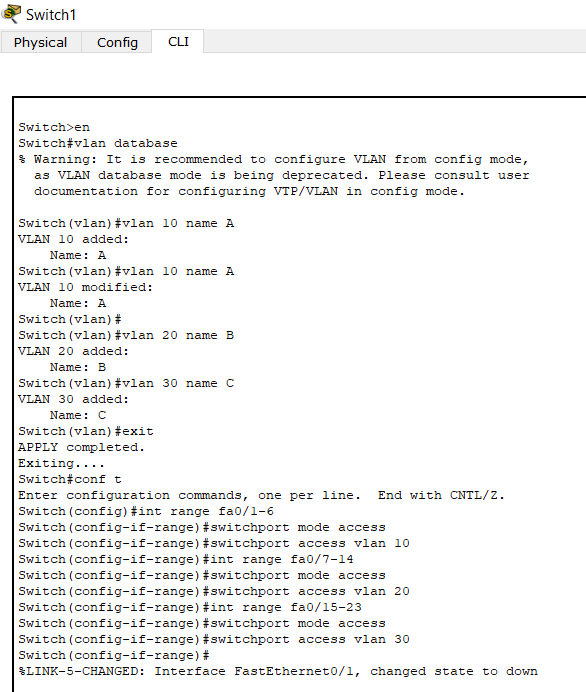 Switch1
Physical Config CLI
Switch>en
Switch#vlan database
% Warning: It is recommended to configure VLAN from config mode,
  as VLAN database mode is being deprecated. Please consult user
  documentation for configuring VTP/VLAN in config mode.
Switch(vlan)#vlan 10 name A
VLAN 10 added:
    Name: A
Switch(vlan)#vlan 10 name A
VLAN 10 modified:
    Name: A
Switch(vlan)#
Switch(vlan)#vlan 20 name B
VLAN 20 added:
    Name: B
Switch(vlan)#vlan 30 name C
VLAN 30 added:
    Name: C
Switch(vlan)#exit
APPLY completed.
Exiting....
Switch#conf t
Enter configuration commands, one per line.  End with CNTL/Z.
Switch(config)#int range fa0/1-6
Switch(config-if-range)#switchport mode access
Switch(config-if-range)#switchport access vlan 10
Switch(config-if-range)#int range fa0/7-14
Switch(config-if-range)#switchport mode access
Switch(config-if-range)#switchport access vlan 20
Switch(config-if-range)#int range fa0/15-23
Switch(config-if-range)#switchport mode access
Switch(config-if-range)#switchport access vlan 30
Switch(config-if-range)#
%LINK-5-CHANGED: Interface FastEthernet0/1, changed state to down